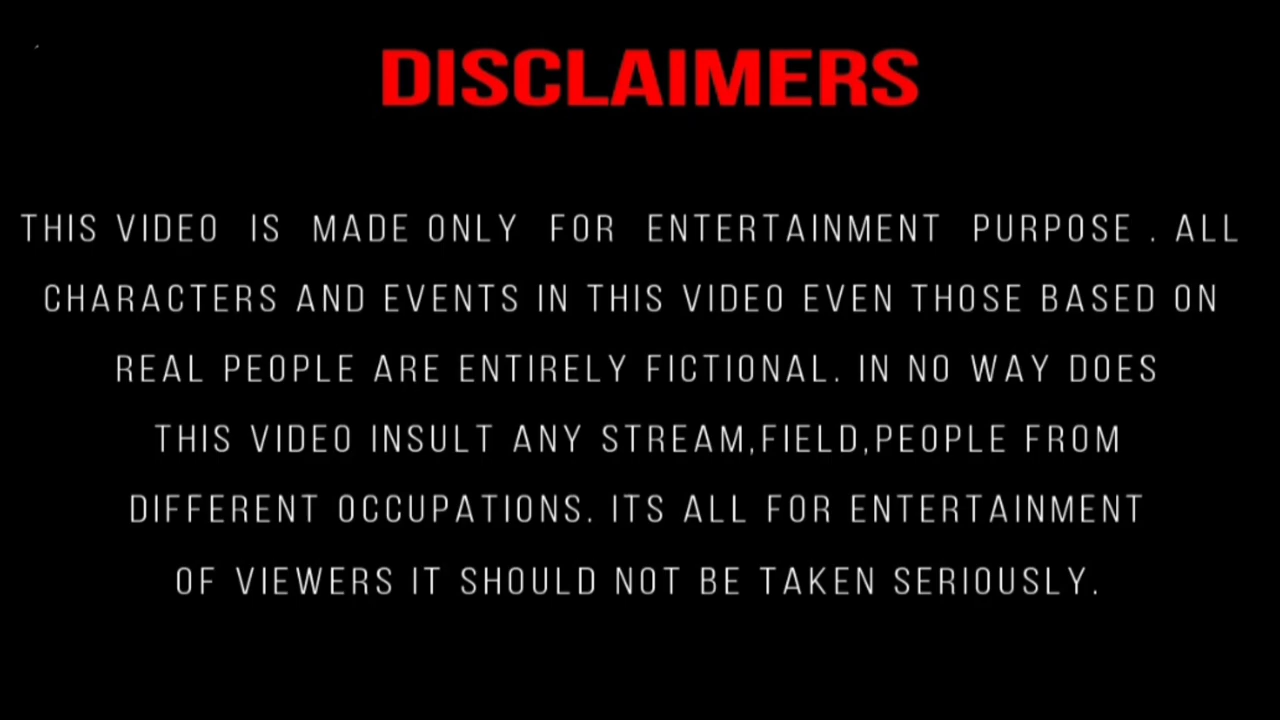 DISCLAIMERS
THIS VIDEO IS MADE ONLY FOR ENTERTAINMENT PURPOSE . ALL
CHARACTERS AND EVENTS IN THIS VIDEO EVEN THOSE BASED ON
REAL PEOPLE ARE ENTIRELY FICTIONAL. IN NO WAY DOES
THIS VIDEO INSULT ANY STREAM,FIELD,PEOPLE FROM
DIFFERENT OCCUPATIONS. ITS ALL FOR ENTERTAINMENT
OF VIEWERS IT SHOULD NOT BE TAKEN SERIOUSLY.